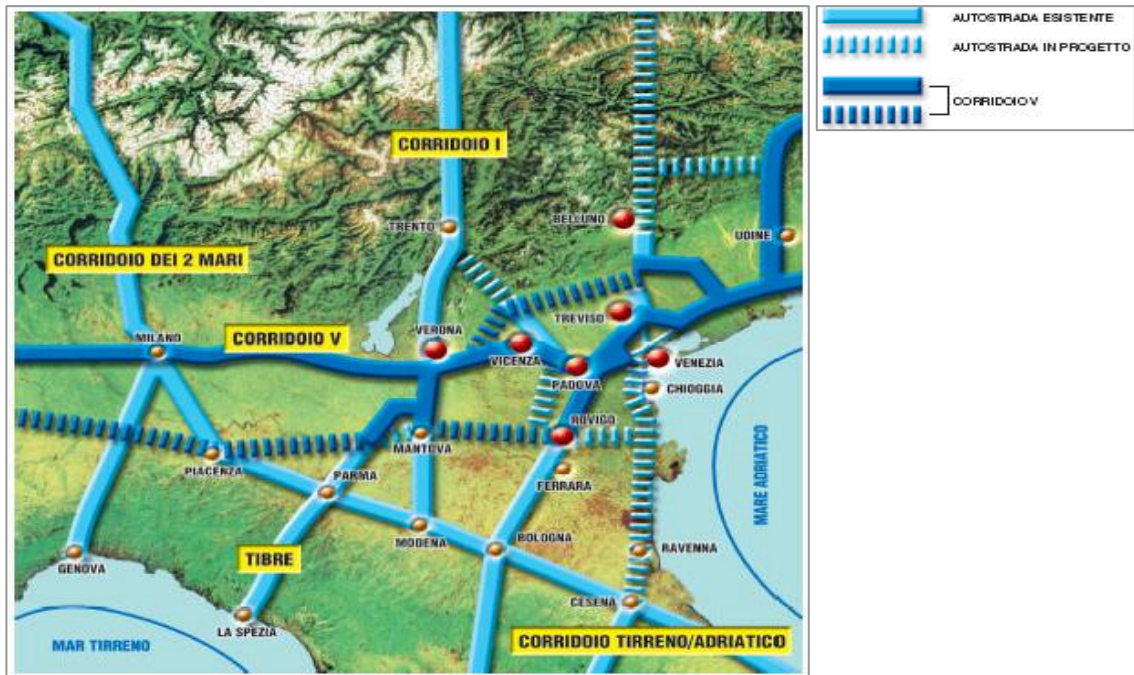 AUTOSTRADA ESISTENTE
AUTOSTRADA IN PROGETTO
CORRIDOIO V
CORRIDOIO I
TRENTO
BELLUNO
UDINE
CORRIDOIO DEI 2 MARI
MILANO
CORRIDOIO V
VERONA
VICENZA
TREVISO
PADOVA
VENEZIA
CHIOGGIA
ROVIGO
MANTOVA
PIACENZA
PARMA
FERRARA
MARE ADRIATICO
MODENA
BOLOGNA
RAVENNA
GENOVA
TIBRE
CESENA
LA SPEZIA
MAR TIRRENO
CORRIDOIO TIRRENO/ADRIATICO